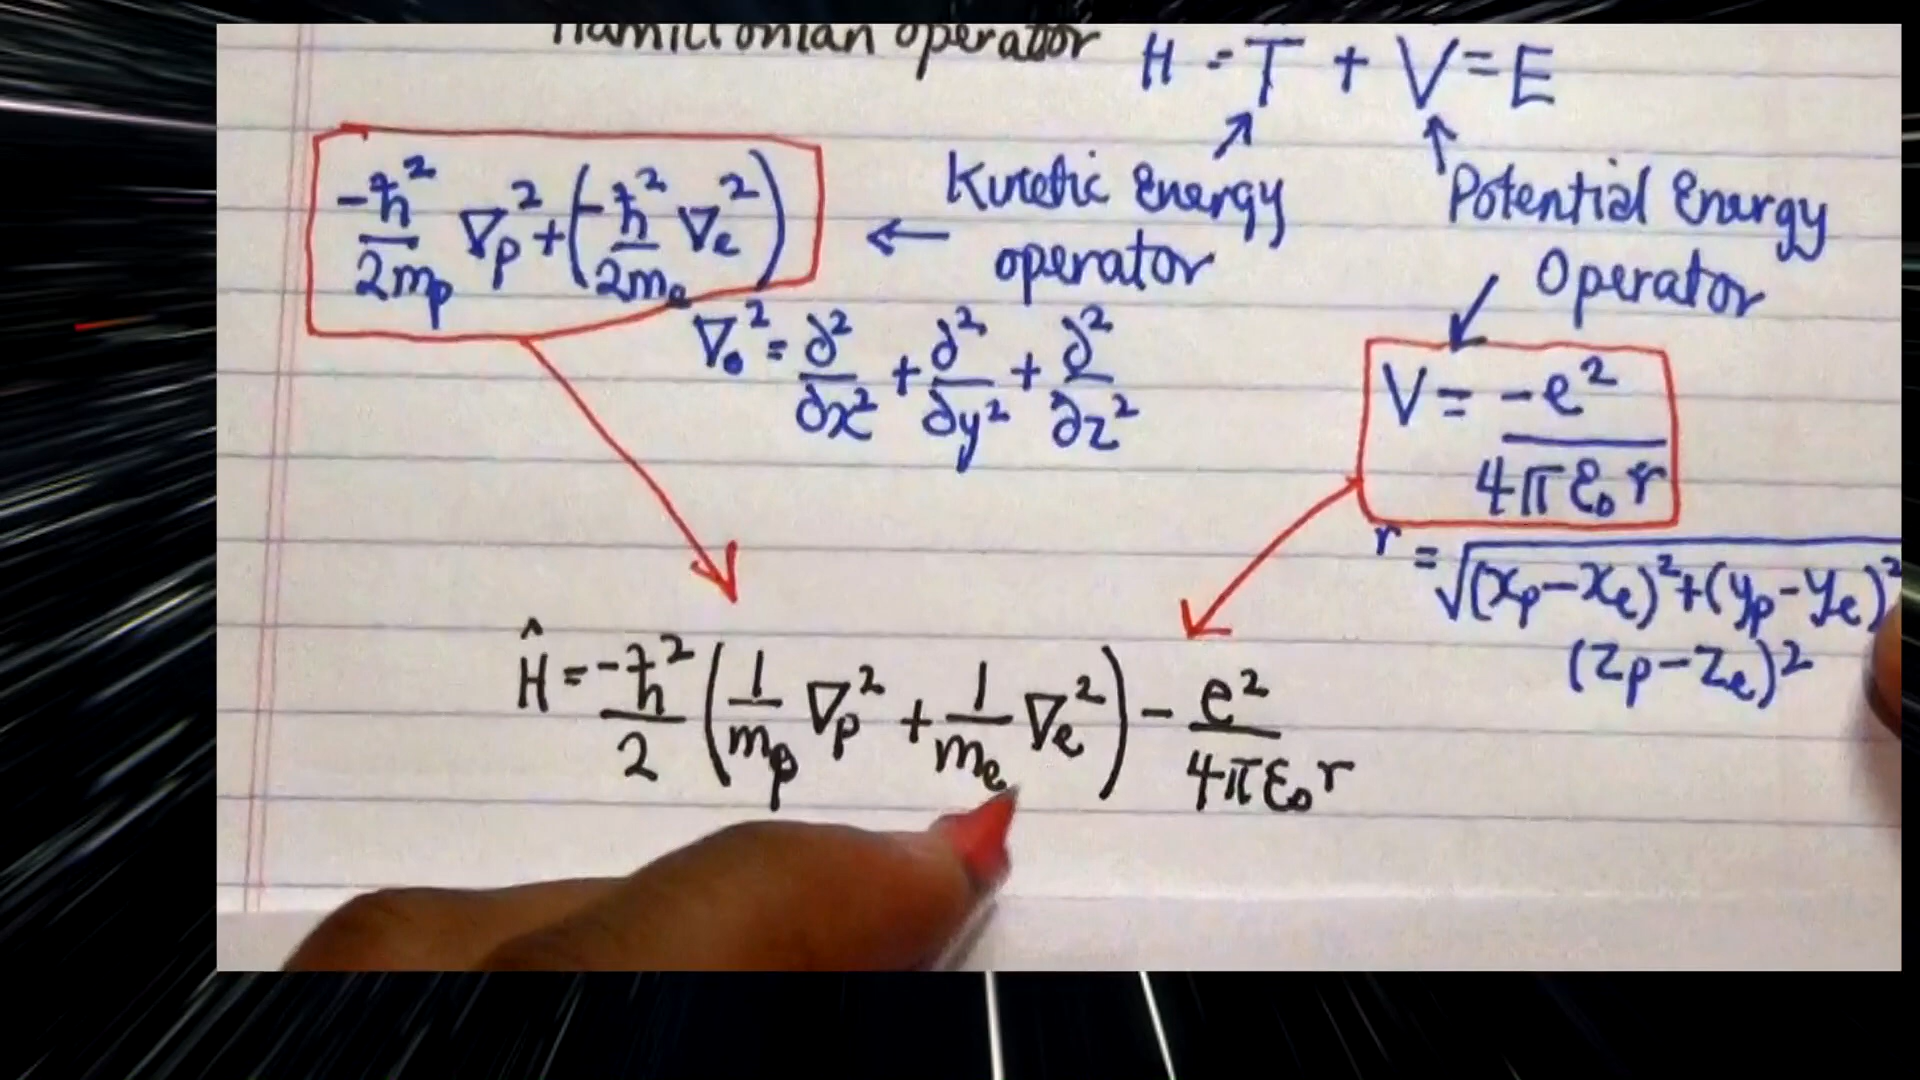 Hamiltonian operator H = T + V = E
Kinetic Energy operator
Potential Energy Operator
-ħ²/2mp ∇p² + (-ħ²/2me ∇e²)
∇₀² = ∂²/∂x² + ∂²/∂y² + ∂²/∂z²
V = -e²/4πε₀r
r = √(xp-xe)²+(yp-ye)²
(zp-ze)²
Ĥ = -ħ²/2 (1/mp ∇p² + 1/me ∇e²) - e²/4πε₀r